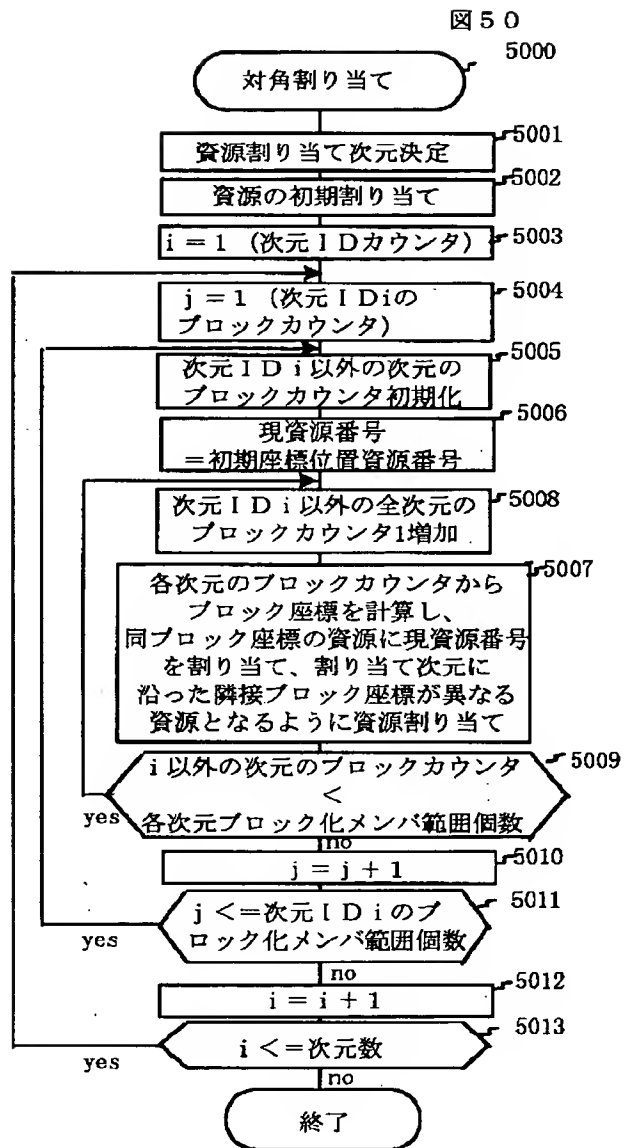 図50
5000
対角割り当て
5001
資源割り当て次元決定
5002
資源の初期割り当て
5003
i=1 (次元IDカウンタ)
5004
j=1 (次元IDiの
ブロックカウンタ)
5005
次元IDi以外の次元の
ブロックカウンタ初期化
5006
現資源番号
=初期座標位置資源番号
5008
次元IDi以外の全次元の
ブロックカウンタ1増加
5007
各次元のブロックカウンタから
ブロック座標を計算し、
同ブロック座標の資源に現資源番号
を割り当て、割り当て次元に
沿った隣接ブロック座標が異なる
資源となるように資源割り当て
5009
i以外の次元のブロックカウンタ
<
各次元ブロック化メンバ範囲個数
yes
no
5010
j=j+1
5011
j<=次元IDiのブ
ロック化メンバ範囲個数
yes
no
5012
i=i+1
5013
i<=次元数
yes
no
終了